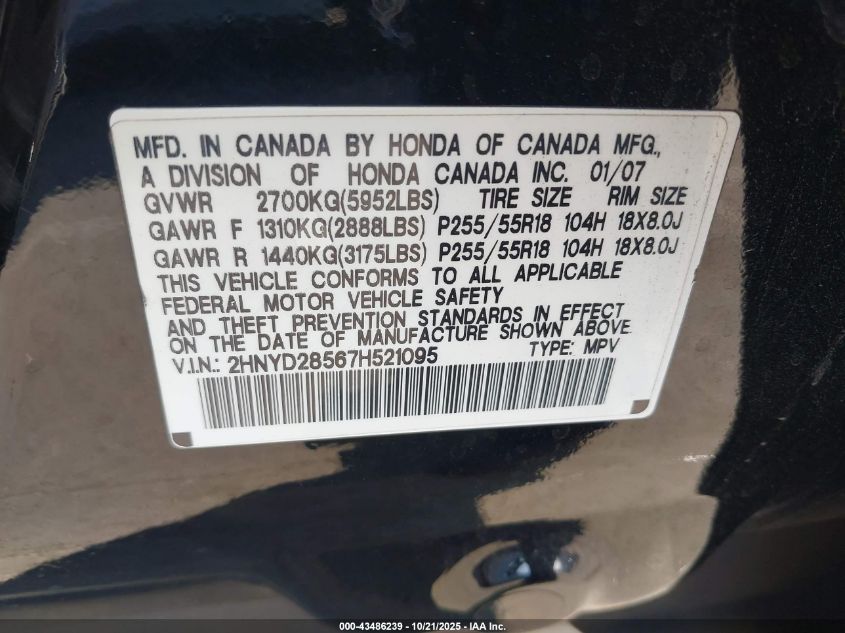 MFD. IN CANADA BY HONDA OF CANADA MFG.,
A DIVISION OF HONDA CANADA INC. 01/07
GVWR 2700KG(5952LBS) TIRE SIZE RIM SIZE
GAWR F 1310KG(2888LBS) P255/55R18 104H 18X8.0J
GAWR R 1440KG(3175LBS) P255/55R18 104H 18X8.0J
THIS VEHICLE CONFORMS TO ALL APPLICABLE
FEDERAL MOTOR VEHICLE SAFETY
AND THEFT PREVENTION STANDARDS IN EFFECT
ON THE DATE OF MANUFACTURE SHOWN ABOVE.
V.I.N.: 2HNYD28567H521095 TYPE: MPV
000-43486239 - 10/21/2025 - IAA Inc.